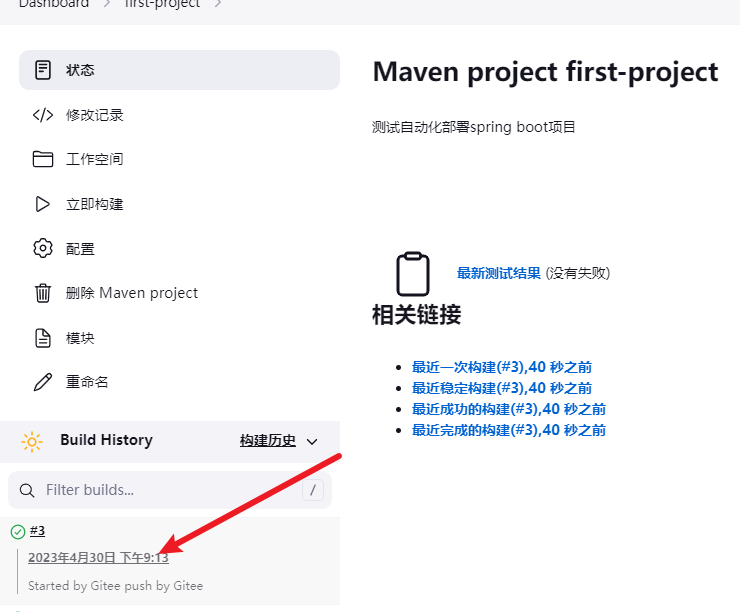 Dashboard > first-project >
状态
修改记录
工作空间
立即构建
配置
删除 Maven project
模块
重命名
Build History 构建历史
Filter builds... /
#3
2023年4月30日 下午9:13
Started by Gitee push by Gitee
Maven project first-project
测试自动化部署spring boot项目
最新测试结果 (没有失败)
相关链接
最近一次构建(#3),40 秒之前
最近稳定构建(#3),40 秒之前
最近成功的构建(#3),40 秒之前
最近完成的构建(#3),40 秒之前